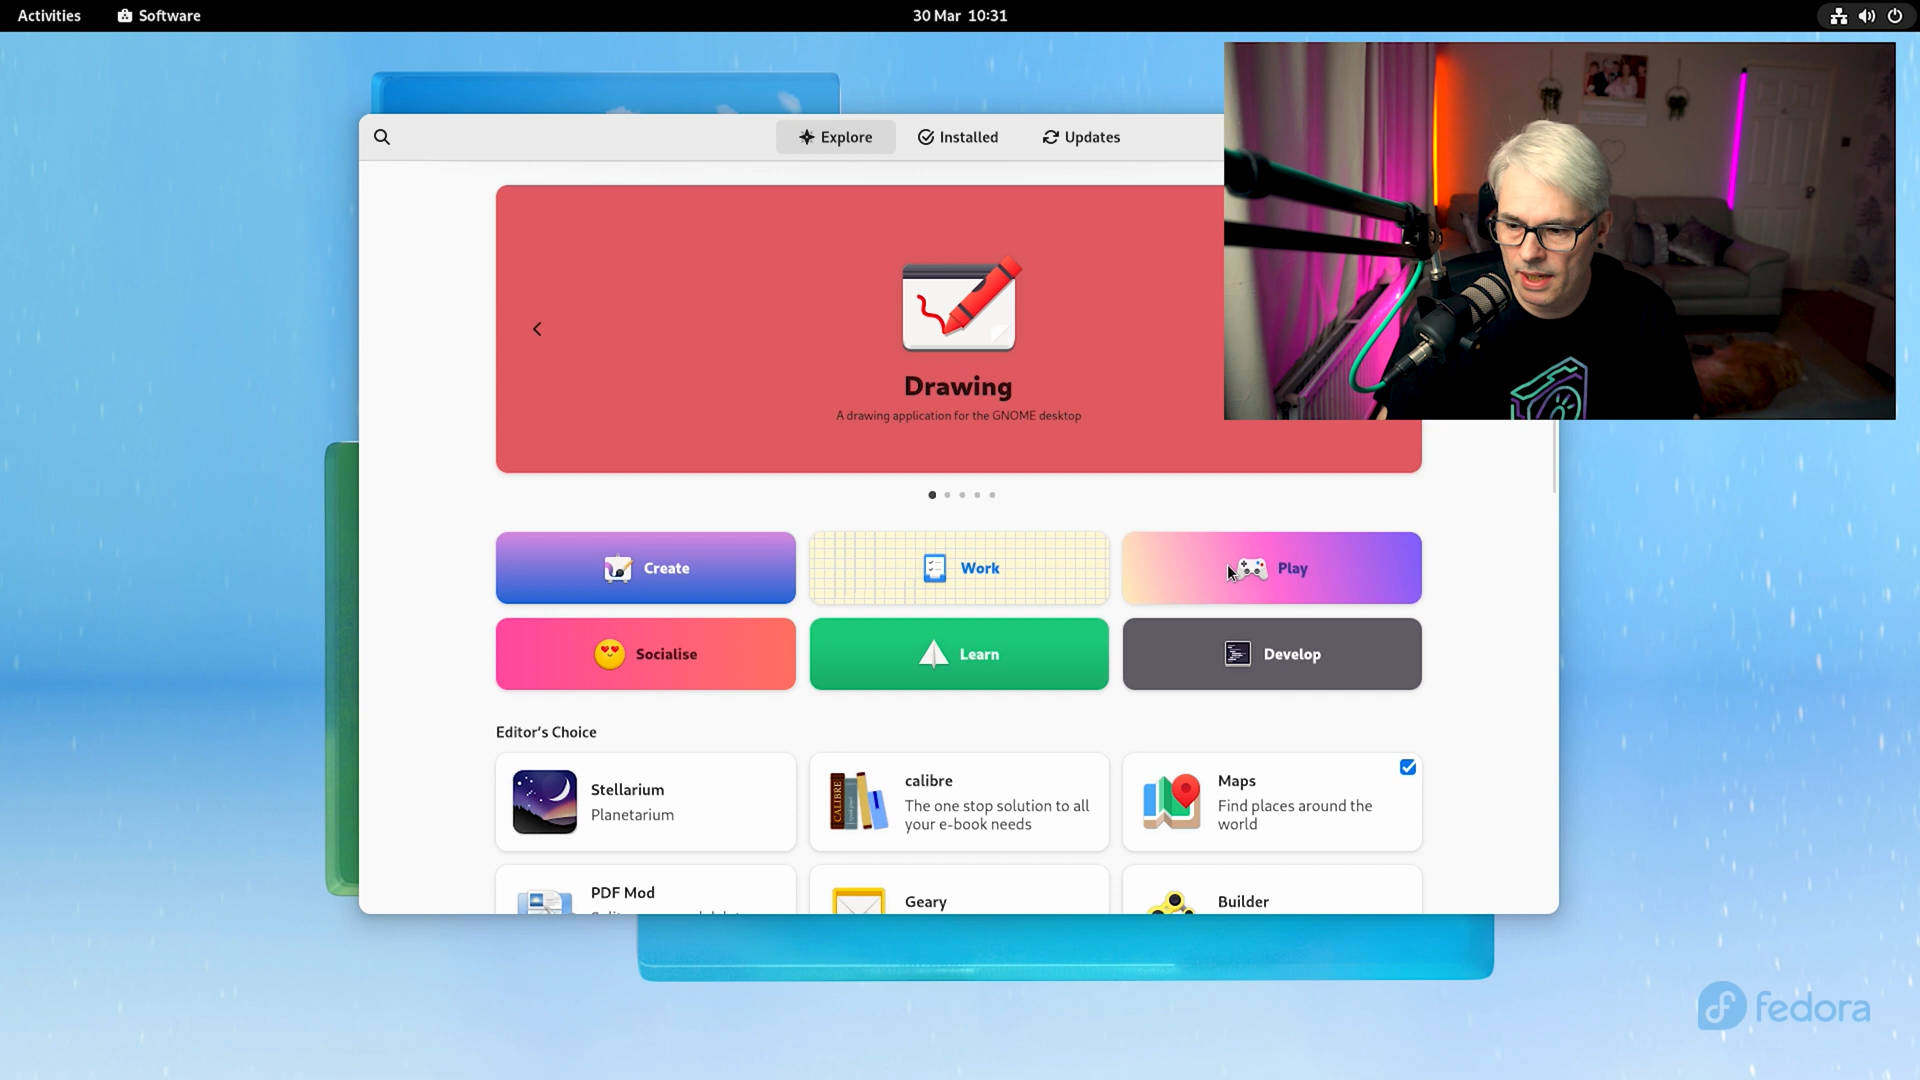 Activities
Software
30 Mar 10:31
Explore
Installed
Updates
Drawing
A drawing application for the GNOME desktop
Create
Work
Play
Socialise
Learn
Develop
Editor's Choice
Stellarium
Planetarium
calibre
The one stop solution to all
your e-book needs
Maps
Find places around the
world
CALIBRE
PDF Mod
Geary
Builder
fedora